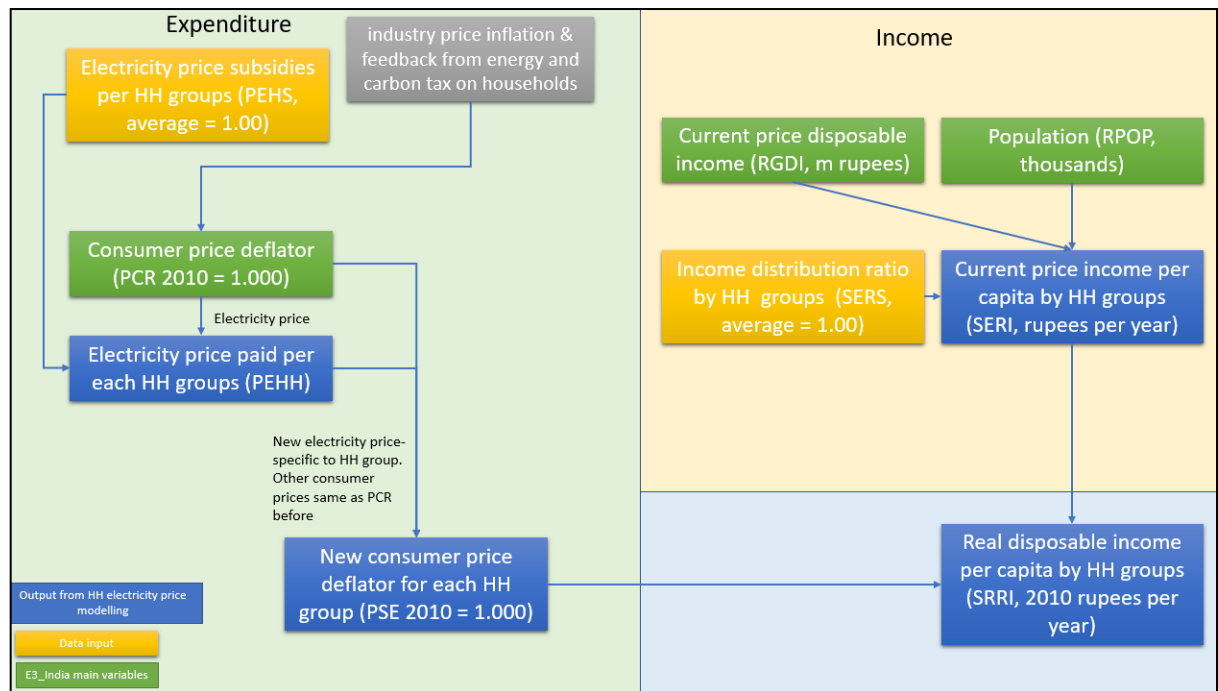 Expenditure
industry price inflation &
feedback from energy and
carbon tax on households
Electricity price subsidies
per HH groups (PEHS,
average = 1.00)
Consumer price deflator
(PCR 2010 = 1.000)
Electricity price
Electricity price paid per
each HH groups (PEHH)
New electricity price-
specific to HH group.
Other consumer
prices same as PCR
before
New consumer price
deflator for each HH
group (PSE 2010 = 1.000)
Output from HH electricity price
modelling
Data input
E3_India main variables
Income
Current price disposable
income (RGDI, m rupees)
Population (RPOP,
thousands)
Income distribution ratio
by HH  groups  (SERS,
average = 1.00)
Current price income per
capita by HH groups
(SERI, rupees per year)
Real disposable income
per capita by HH groups
(SRRI, 2010 rupees per
year)